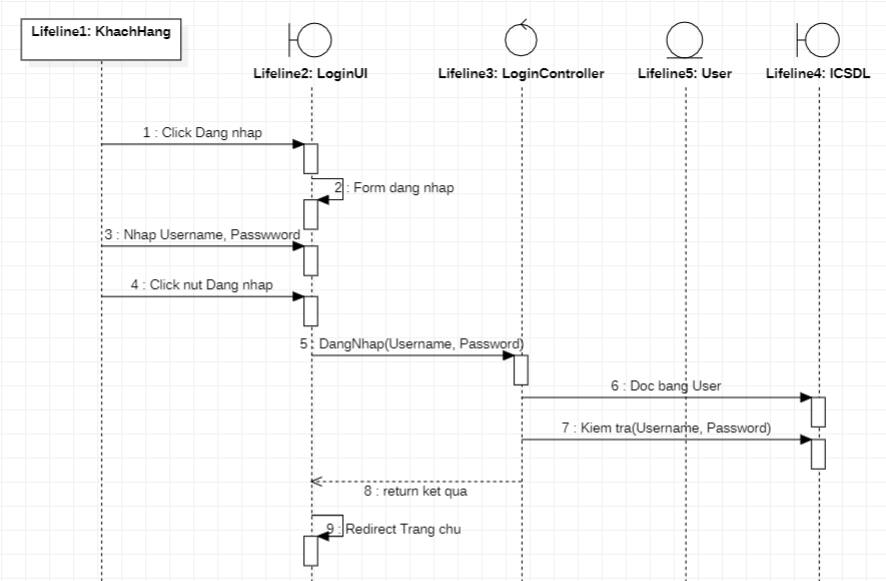 Lifeline1: KhachHang
Lifeline2: LoginUI
Lifeline3: LoginController
Lifeline5: User
Lifeline4: ICSDL
1 : Click Dang nhap
2 : Form dang nhap
3 : Nhap Username, Passwword
4 : Click nut Dang nhap
5 : DangNhap(Username, Password)
6 : Doc bang User
7 : Kiem tra(Username, Password)
8 : return ket qua
9 : Redirect Trang chu